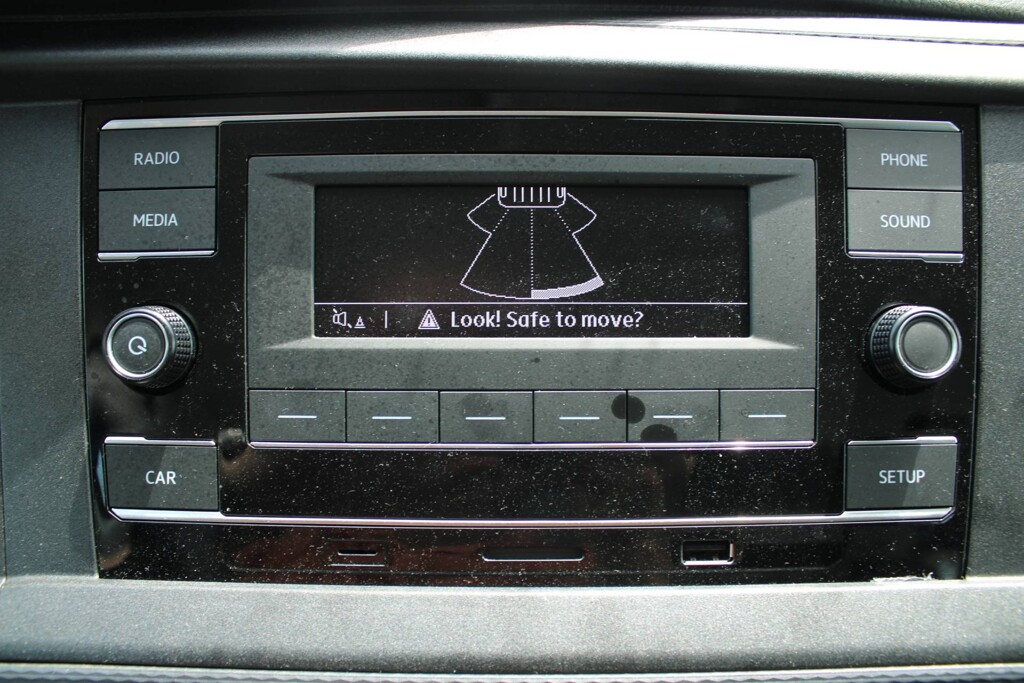 RADIO
PHONE
MEDIA
SOUND
Look! Safe to move?
CAR
SETUP